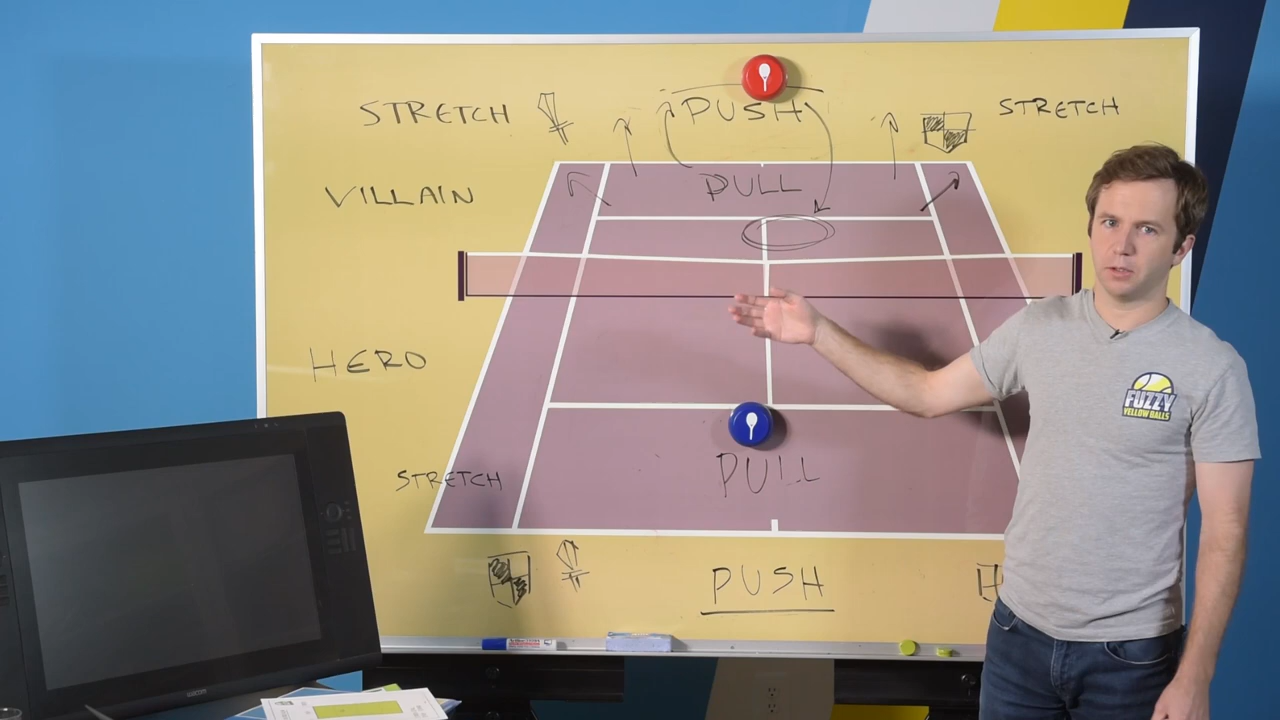 STRETCH
PUSH
STRETCH
VILLAIN
PULL
HERO
STRETCH
PULL
PUSH
FUZZY
YELLOW BALLS
wacom